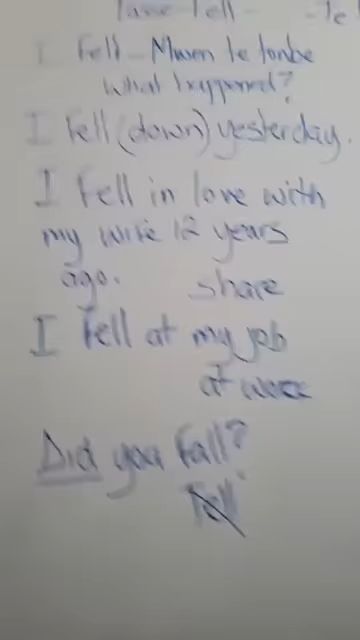 I Fell - Mwen te tonbe
What happened?
I Fell (down) yesterday.
I Fell in love with
my wife 12 years
ago. share
I Fell at my job
at work
Did you Fall?
Fell